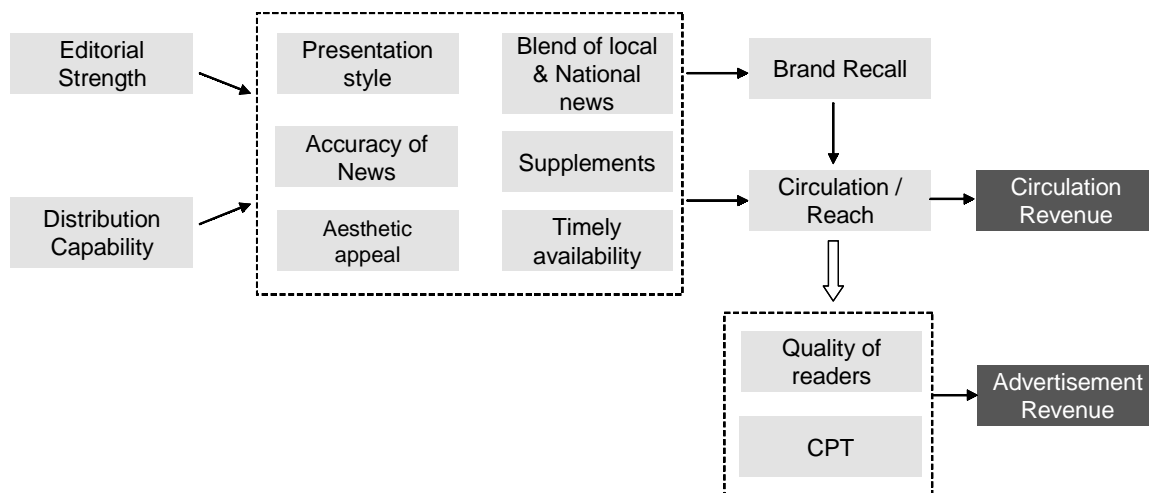 Editorial
Strength
Distribution
Capability
Presentation
style
Accuracy of
News
Aesthetic
appeal
Blend of local
& National
news
Supplements
Timely
availability
Brand Recall
Circulation /
Reach
Circulation
Revenue
Quality of
readers
CPT
Advertisement
Revenue